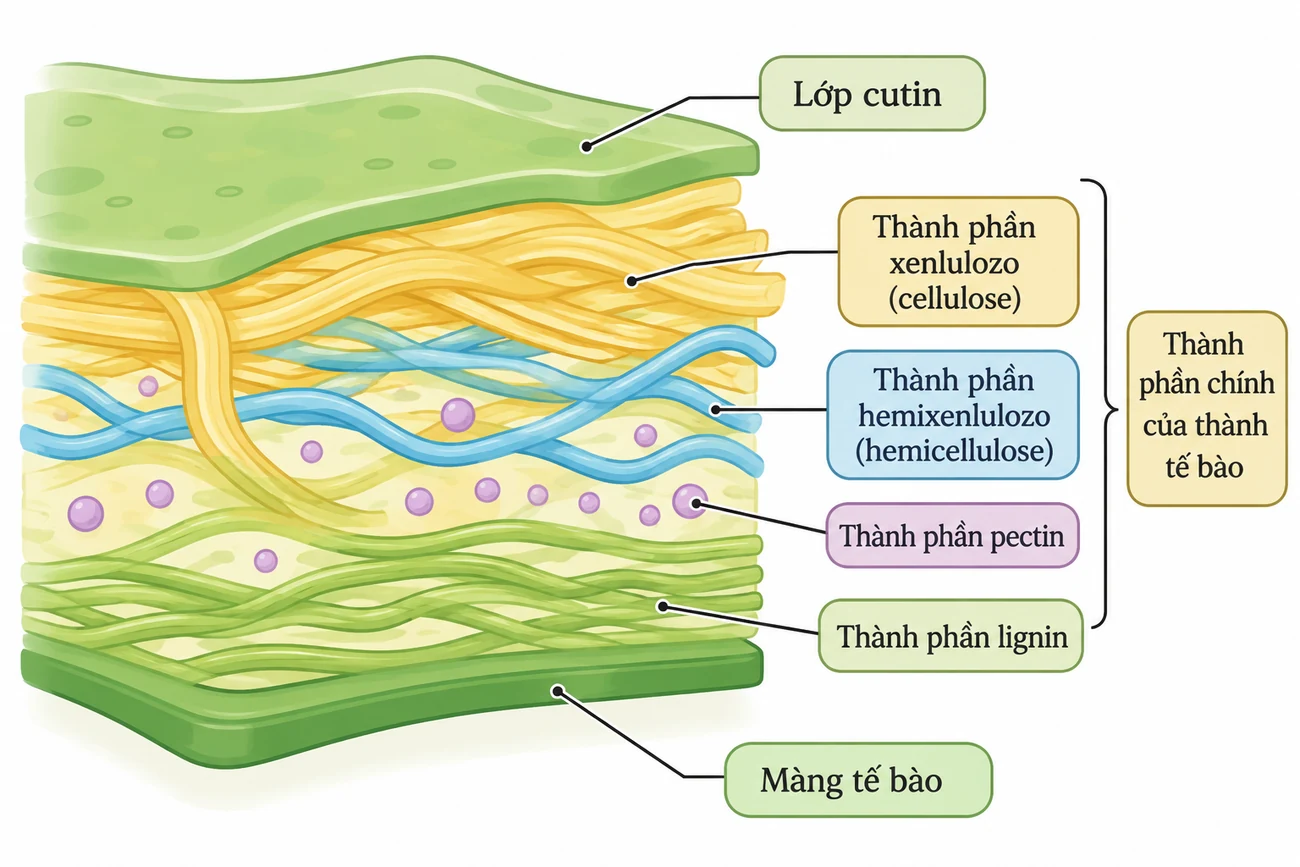 Lớp cutin
Thành phần
xenlulozo
(cellulose)
Thành phần
hemixenlulozo
(hemicellulose)
Thành phần pectin
Thành phần lignin
Thành
phần chính
của thành
tế bào
Màng tế bào